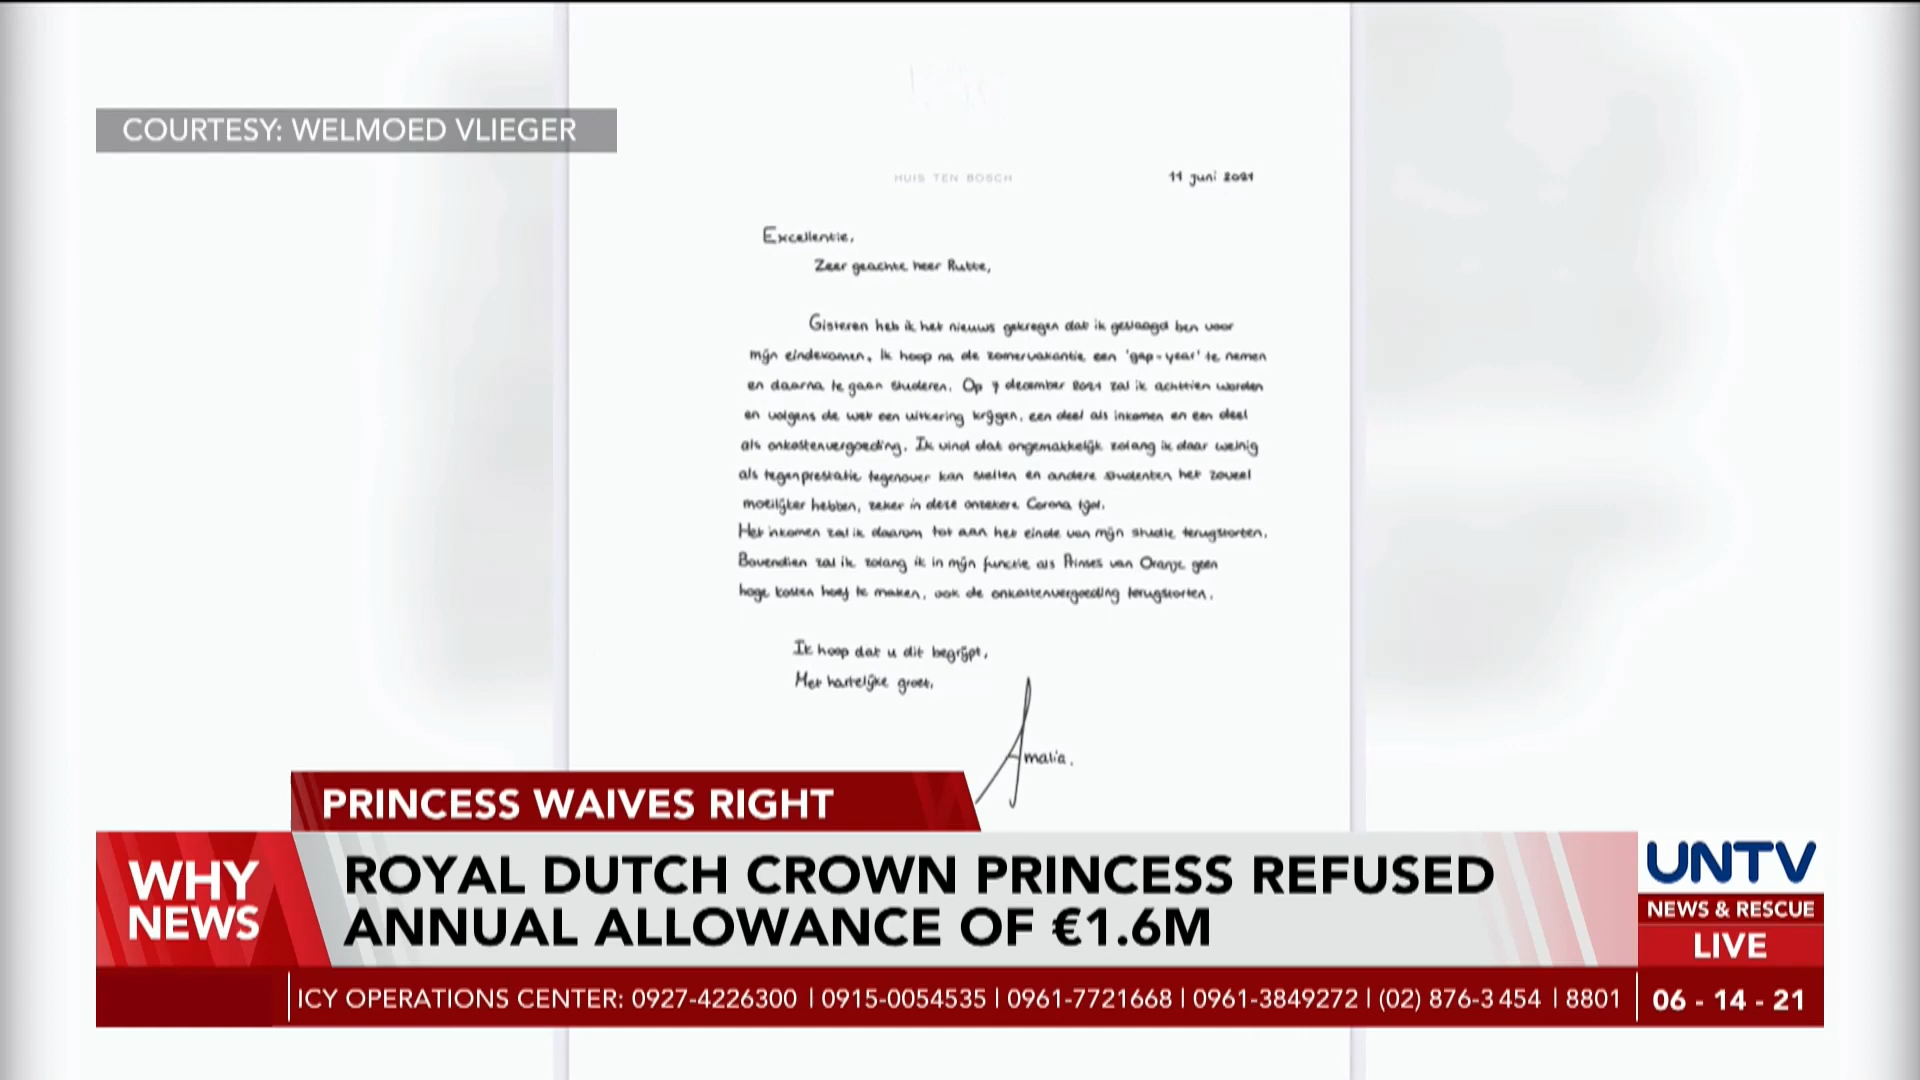 COURTESY: WELMOED VLIEGER
HUIS TEN BOSCH
11 juni 2021
Excellentie,
Zeer geachte heer Rutte,
Gisteren heb ik het nieuws gekregen dat ik geslaagd ben voor
mijn eindexamen. Ik hoop na de zomervakantie een 'gap-year' te nemen
en daarna te gaan studeren. Op 7 december 2021 zal ik achttien worden
en volgens de wet een uitkering krijgen, een deel als inkomen en een deel
als onkostenvergoeding. Ik vind dat ongemakkelijk zolang ik daar weinig
als tegenprestatie tegenover kan stellen en andere studenten het zoveel
moeilijker hebben, zeker in deze onzekere Corona tijd.
Het inkomen zal ik daarom tot aan het einde van mijn studie terugstorten.
Bovendien zal ik zolang ik in mijn functie als Prinses van Oranje geen
hoge kosten hoef te maken, ook de onkostenvergoeding terugstorten.
Ik hoop dat u dit begrijpt,
Met hartelijke groet,
Amalia.
PRINCESS WAIVES RIGHT
WHY NEWS
ROYAL DUTCH CROWN PRINCESS REFUSED
ANNUAL ALLOWANCE OF €1.6M
UNTV
NEWS & RESCUE
LIVE
ICY OPERATIONS CENTER: 0927-4226300 | 0915-0054535 | 0961-7721668 | 0961-3849272 | (02) 876-3454 | 8801
06 - 14 - 21